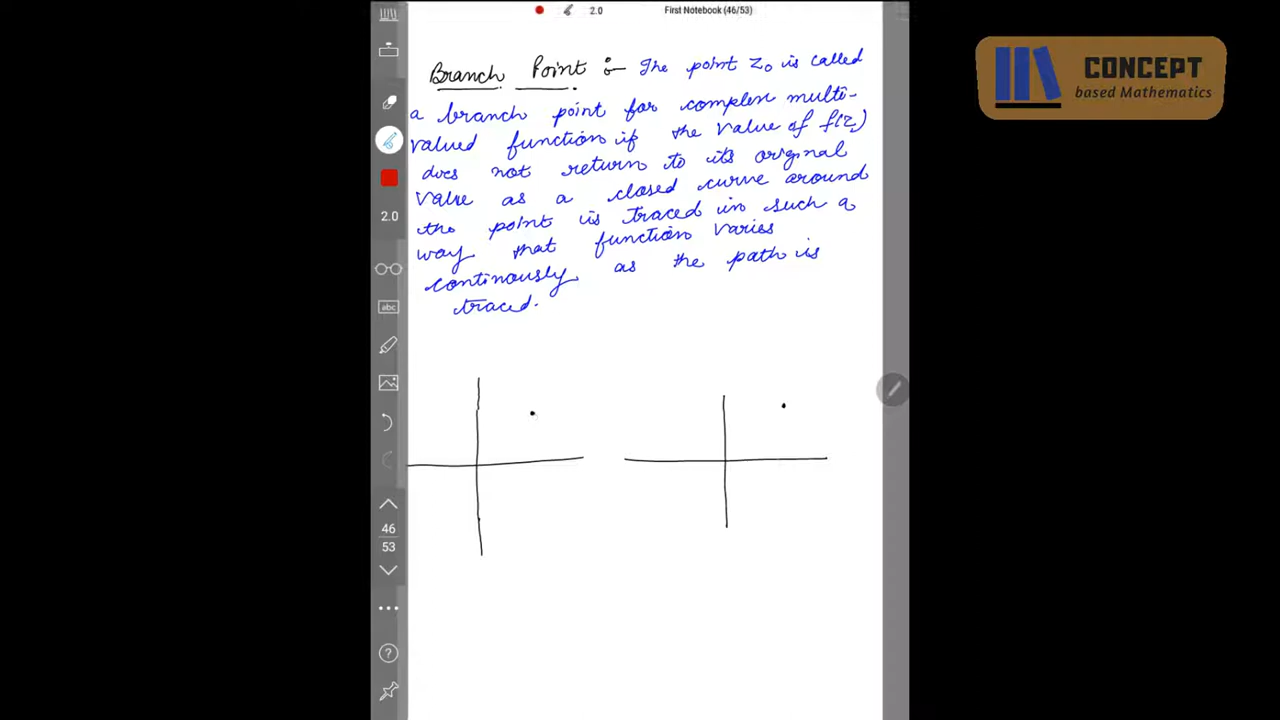 2.0
First Notebook (46/53)
CONCEPT
based Mathematics
Branch Point :- The point z0 is called
a branch point for complex multi-
valued function if the value of f(z)
does not return to its original
value as a closed curve around
the point is traced in such a
way that function varies
continously as the path is
traced.
2.0
abc
46
53
?